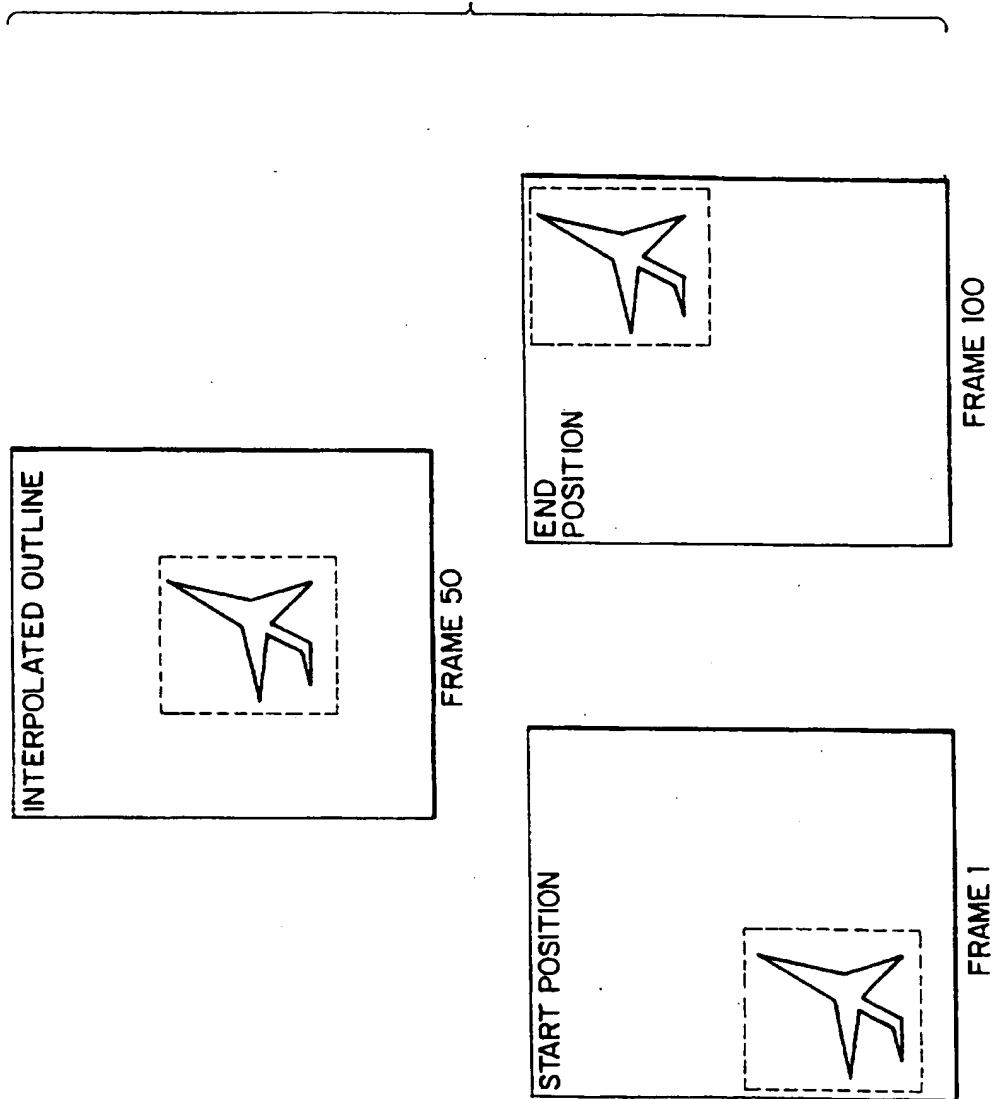 INTERPOLATED OUTLINE
FRAME 50
START POSITION
FRAME 1
END
POSITION
FRAME 100